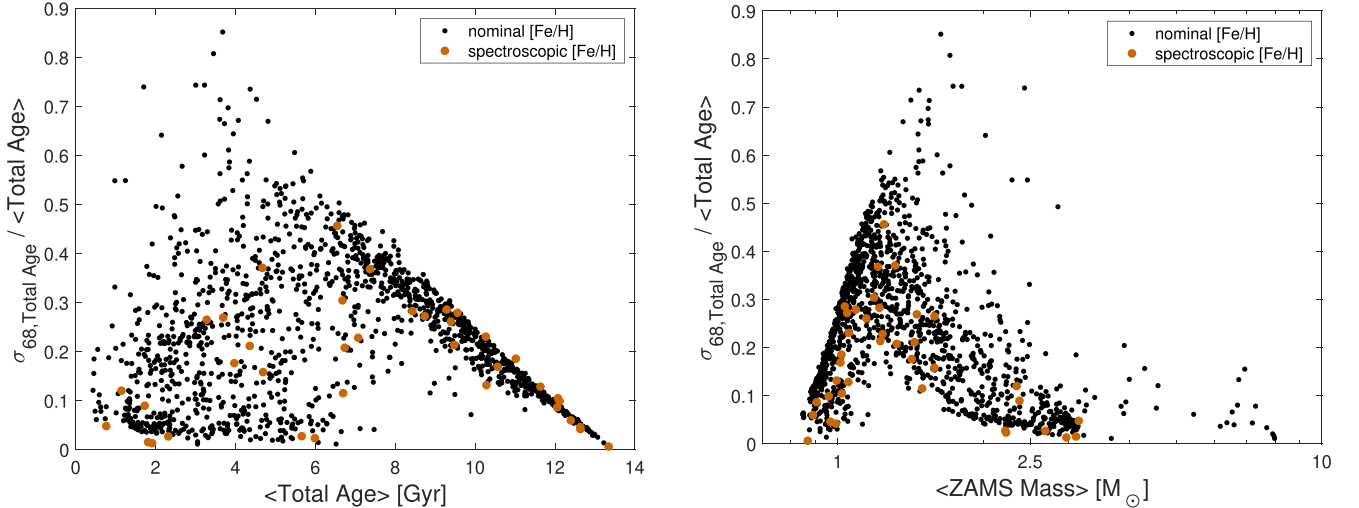 nominal [Fe/H]
spectroscopic [Fe/H]
0.9
0.8
0.7
0.6
0.5
0.4
0.3
0.2
0.1
0
σ68,Total Age / <Total Age>
0 2 4 6 8 10 12 14
<Total Age> [Gyr]
nominal [Fe/H]
spectroscopic [Fe/H]
0.9
0.8
0.7
0.6
0.5
0.4
0.3
0.2
0.1
0
σ68,Total Age / <Total Age>
1 2.5 10
<ZAMS Mass> [M⊙]